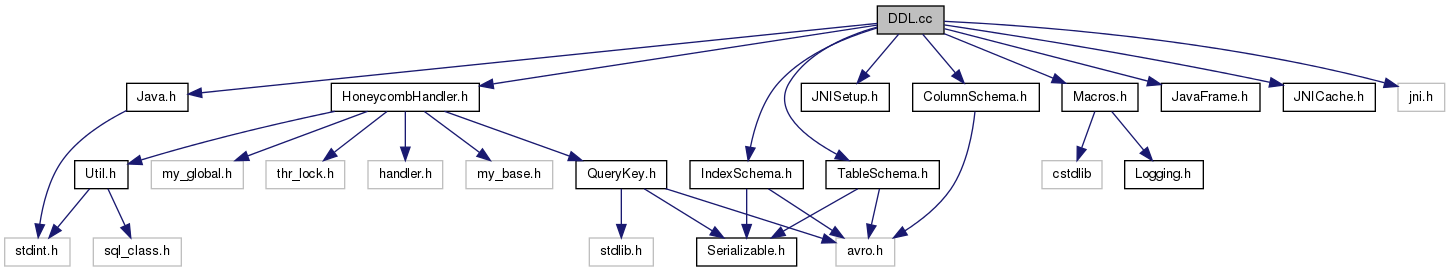 DDL.cc
Java.h
HoneycombHandler.h
JNISetup.h
ColumnSchema.h
Macros.h
JavaFrame.h
JNICache.h
jni.h
Util.h
my_global.h
thr_lock.h
handler.h
my_base.h
QueryKey.h
IndexSchema.h
TableSchema.h
cstdlib
Logging.h
stdint.h
sql_class.h
stdlib.h
Serializable.h
avro.h